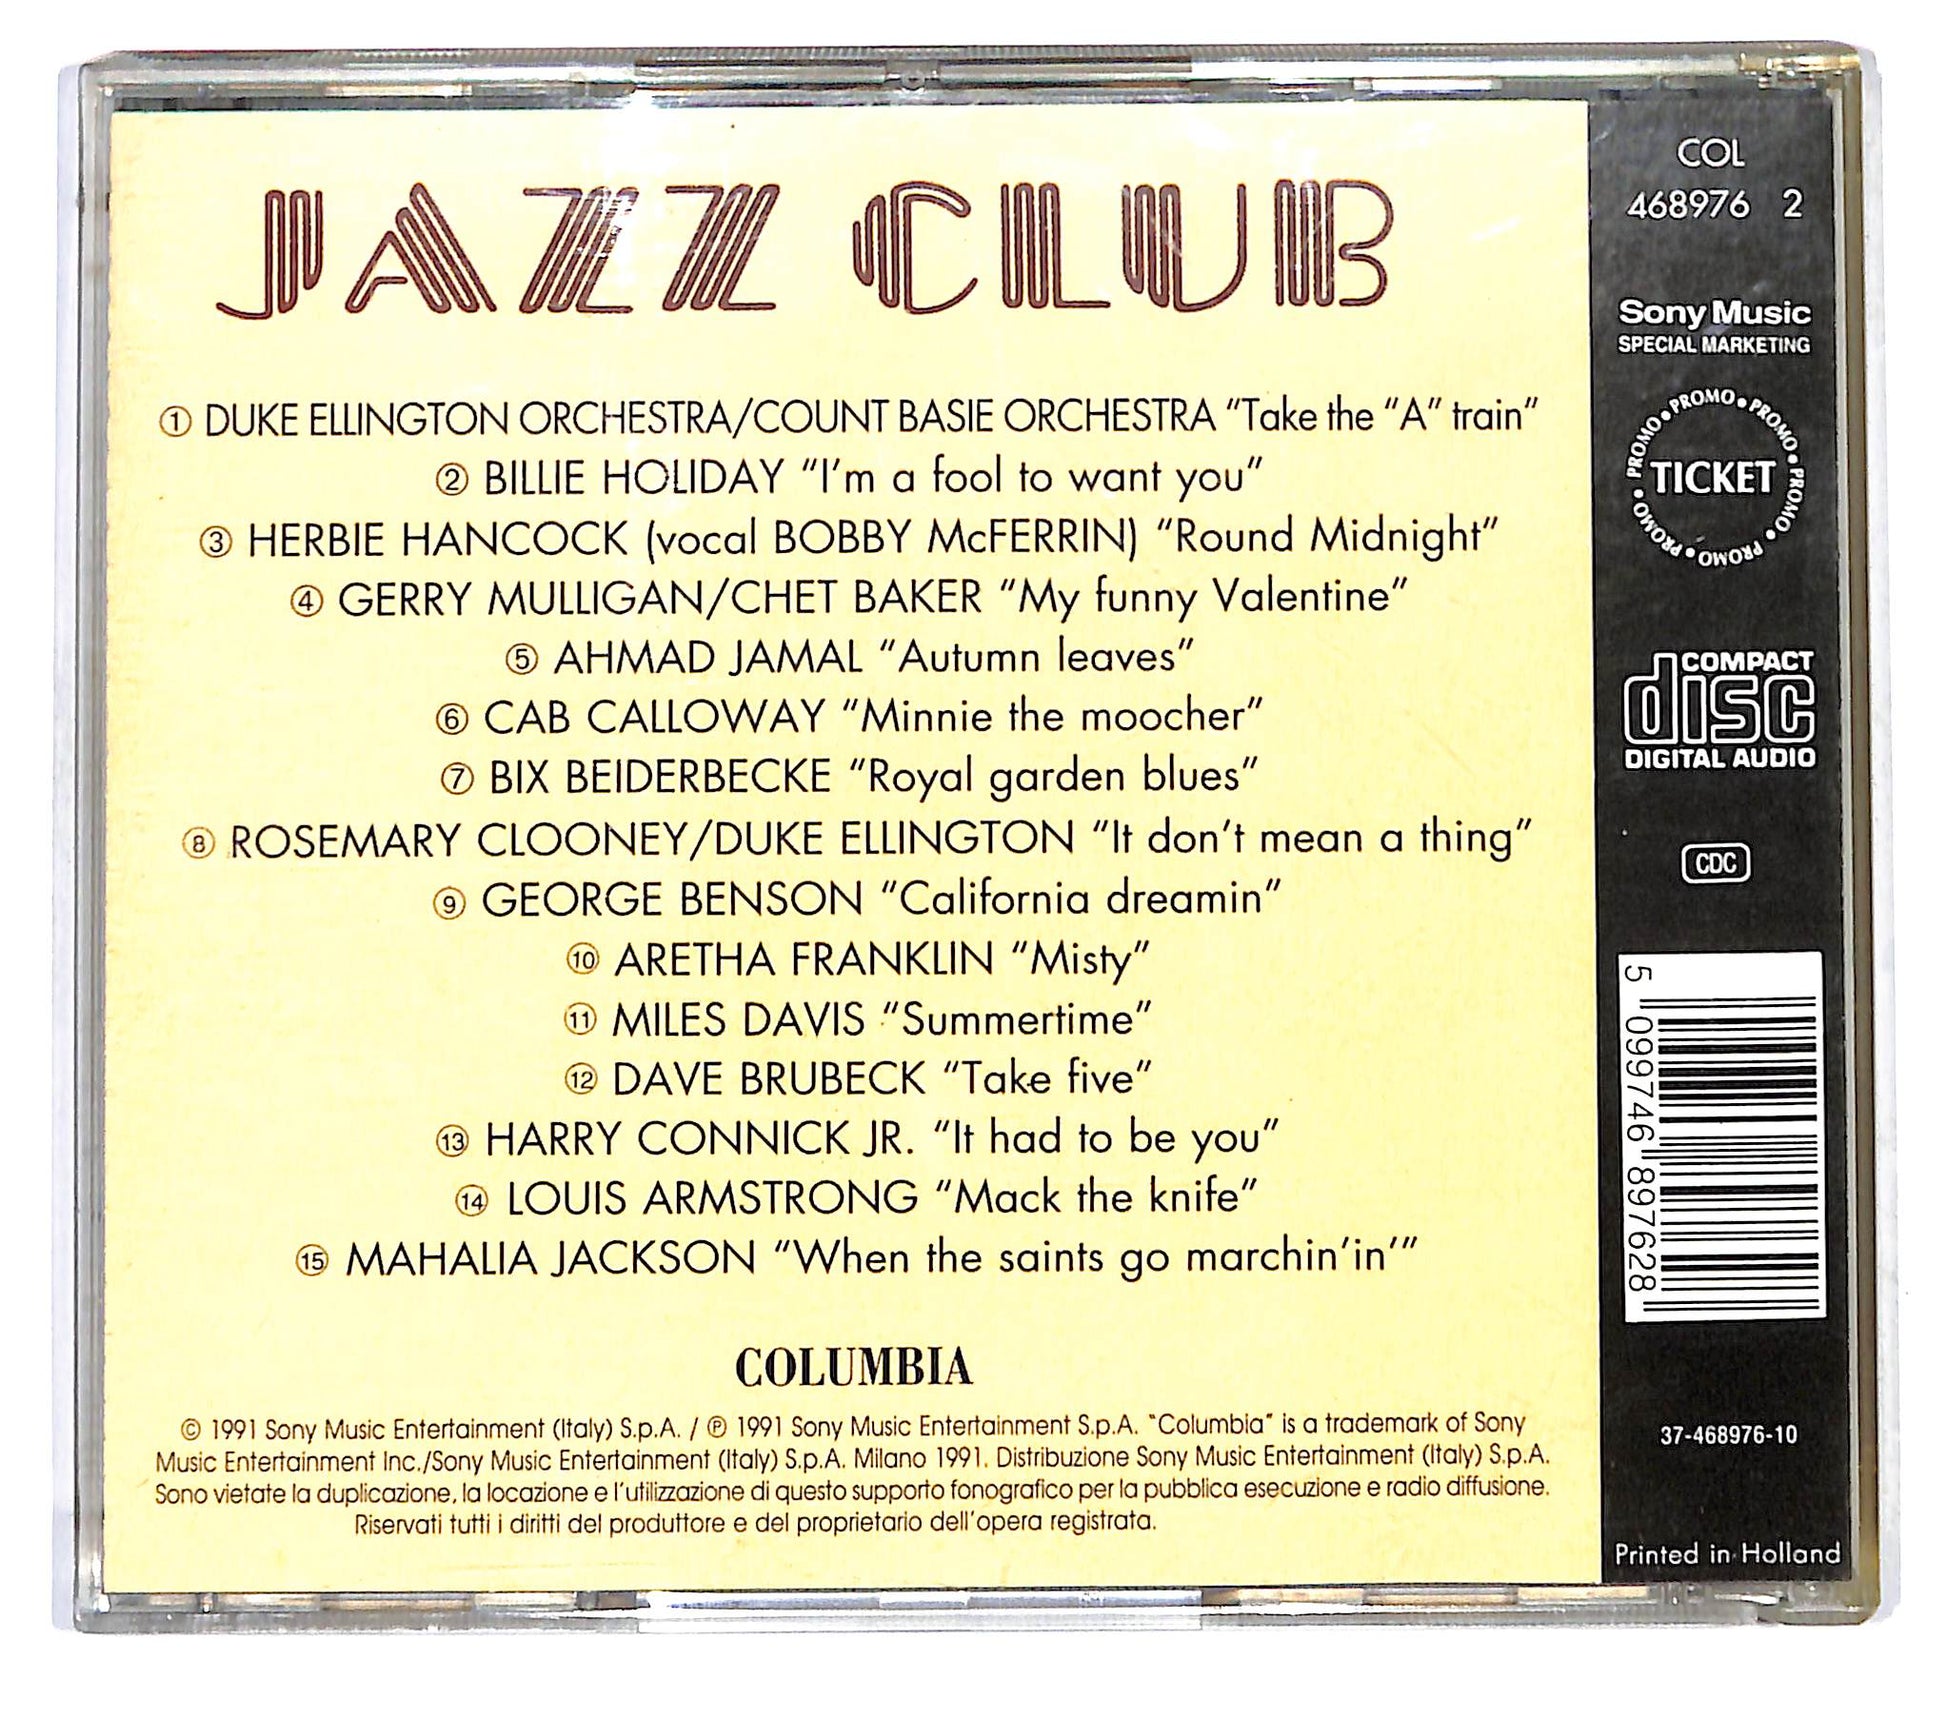 JAZZ CLUB
① DUKE ELLINGTON ORCHESTRA/COUNT BASIE ORCHESTRA "Take the "A" train"
② BILLIE HOLIDAY "I'm a fool to want you"
③ HERBIE HANCOCK (vocal BOBBY McFERRIN) "Round Midnight"
④ GERRY MULLIGAN/CHET BAKER "My funny Valentine"
⑤ AHMAD JAMAL "Autumn leaves"
⑥ CAB CALLOWAY "Minnie the moocher"
⑦ BIX BEIDERBECKE "Royal garden blues"
⑧ ROSEMARY CLOONEY/DUKE ELLINGTON "It don't mean a thing"
⑨ GEORGE BENSON "California dreamin"
⑩ ARETHA FRANKLIN "Misty"
⑪ MILES DAVIS "Summertime"
⑫ DAVE BRUBECK "Take five"
⑬ HARRY CONNICK JR. "It had to be you"
⑭ LOUIS ARMSTRONG "Mack the knife"
⑮ MAHALIA JACKSON "When the saints go marchin'in'"
COLUMBIA
© 1991 Sony Music Entertainment (Italy) S.p.A. / ℗ 1991 Sony Music Entertainment S.p.A. "Columbia" is a trademark of Sony
Music Entertainment Inc./Sony Music Entertainment (Italy) S.p.A. Milano 1991. Distribuzione Sony Music Entertainment (Italy) S.p.A.
Sono vietate la duplicazione, la locazione e l'utilizzazione di questo supporto fonografico per la pubblica esecuzione e radio diffusione.
Riservati tutti i diritti del produttore e del proprietario dell'opera registrata.
COL
468976 2
Sony Music
SPECIAL MARKETING
PROMO • PROMO • PROMO • PROMO • PROMO • PROMO •
TICKET
COMPACT
disc
DIGITAL AUDIO
CDC
5 099746 897628
37-468976-10
Printed in Holland